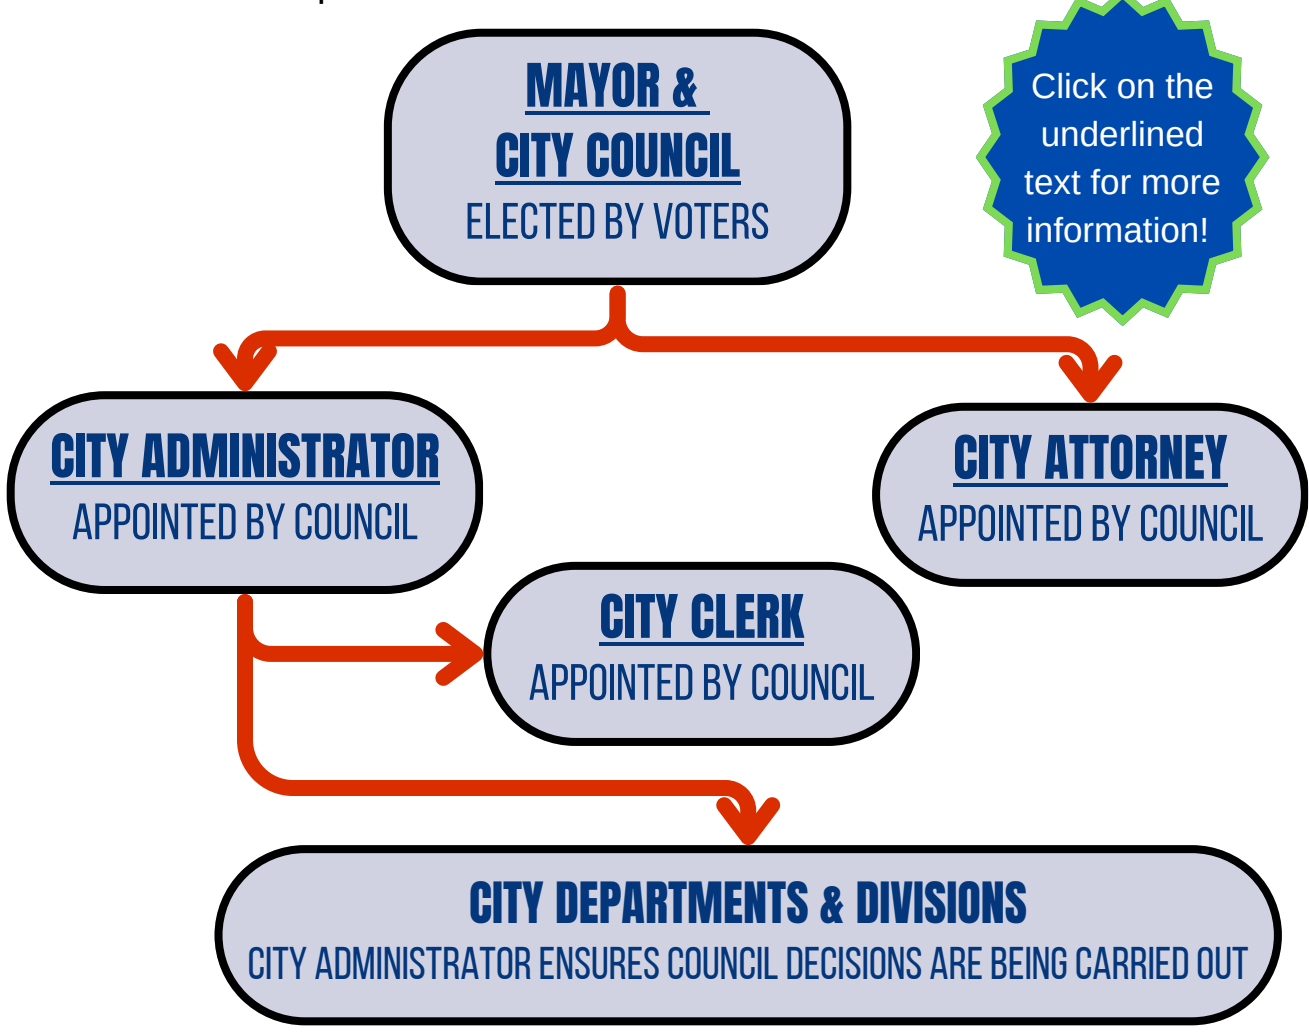 MAYOR &
CITY COUNCIL
ELECTED BY VOTERS
Click on the
underlined
text for more
information!
CITY ADMINISTRATOR
APPOINTED BY COUNCIL
CITY ATTORNEY
APPOINTED BY COUNCIL
CITY CLERK
APPOINTED BY COUNCIL
CITY DEPARTMENTS & DIVISIONS
CITY ADMINISTRATOR ENSURES COUNCIL DECISIONS ARE BEING CARRIED OUT